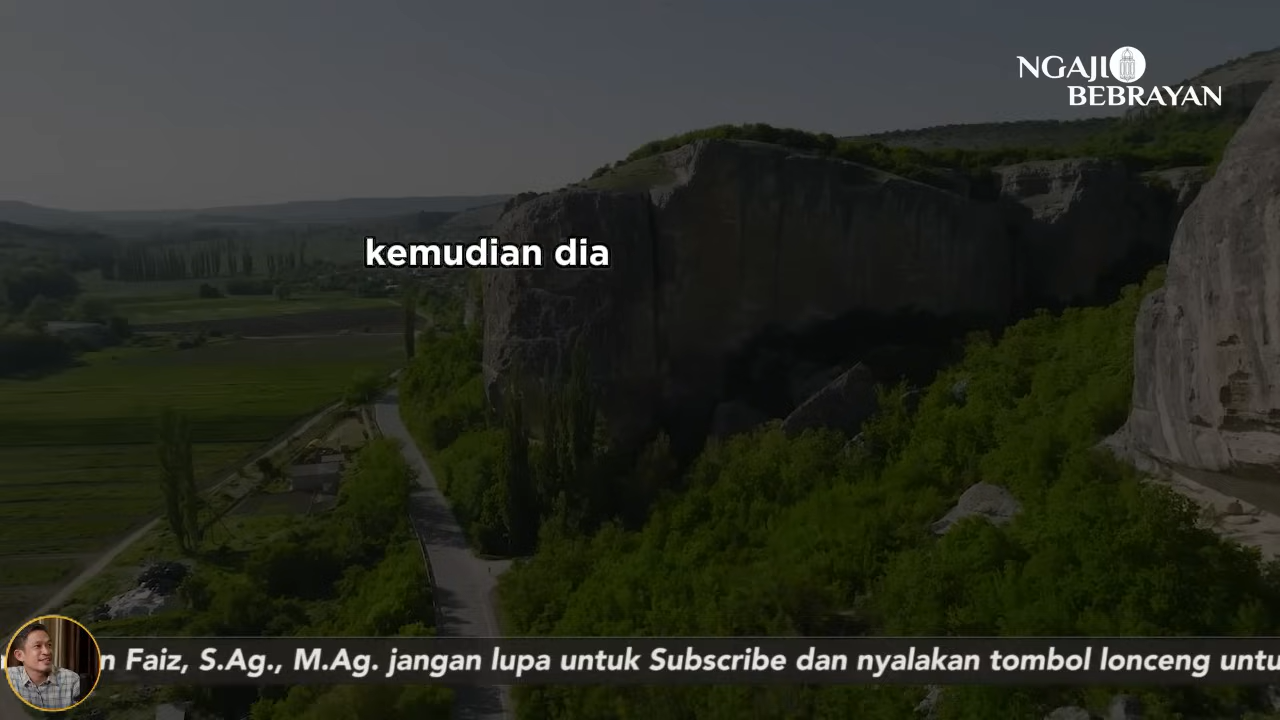 NGAJI
BEBRAYAN
kemudian dia
n Faiz, S.Ag., M.Ag. jangan lupa untuk Subscribe dan nyalakan tombol lonceng untu